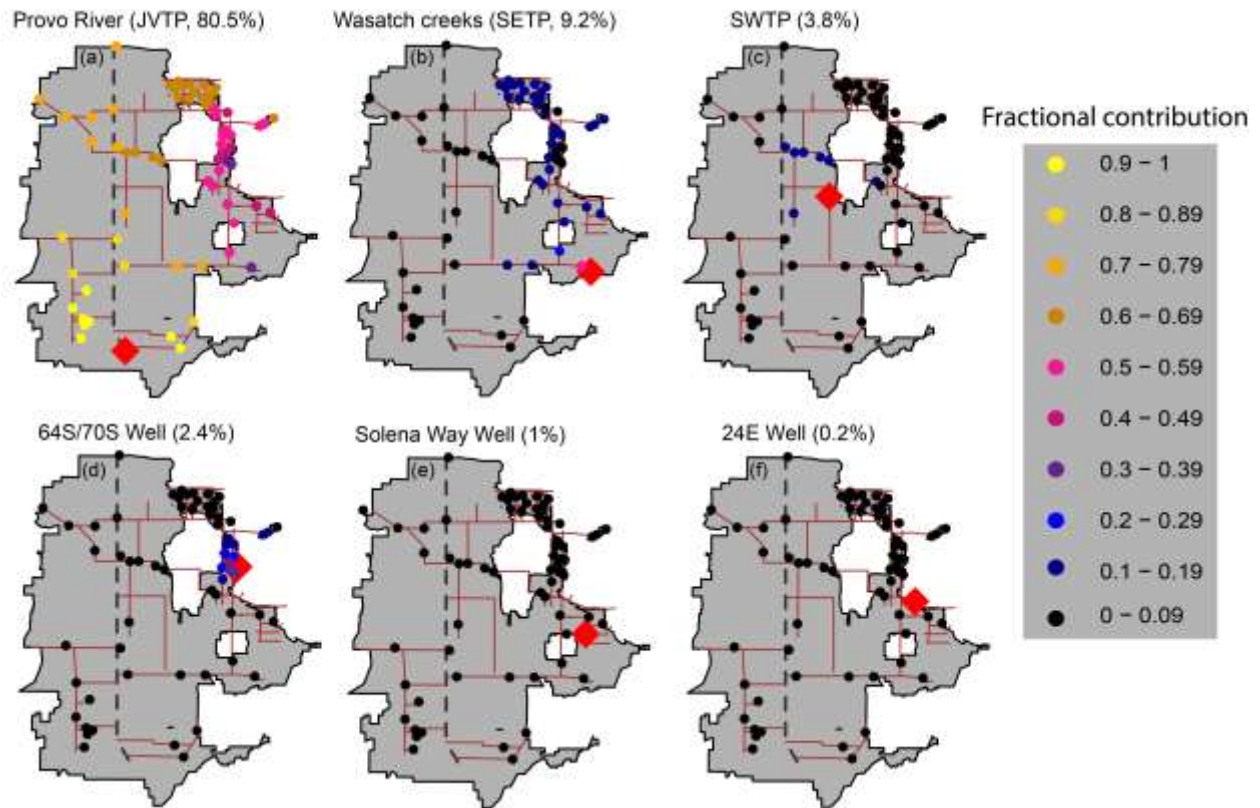 Provo River (JVTP, 80.5%)
Wasatch creeks (SETP, 9.2%)
SWTP (3.8%)
(a)
(b)
(c)
Fractional contribution
0.9 – 1
0.8 – 0.89
0.7 – 0.79
0.6 – 0.69
0.5 – 0.59
0.4 – 0.49
0.3 – 0.39
0.2 – 0.29
0.1 – 0.19
0 – 0.09
64S/70S Well (2.4%)
Solena Way Well (1%)
24E Well (0.2%)
(d)
(e)
(f)